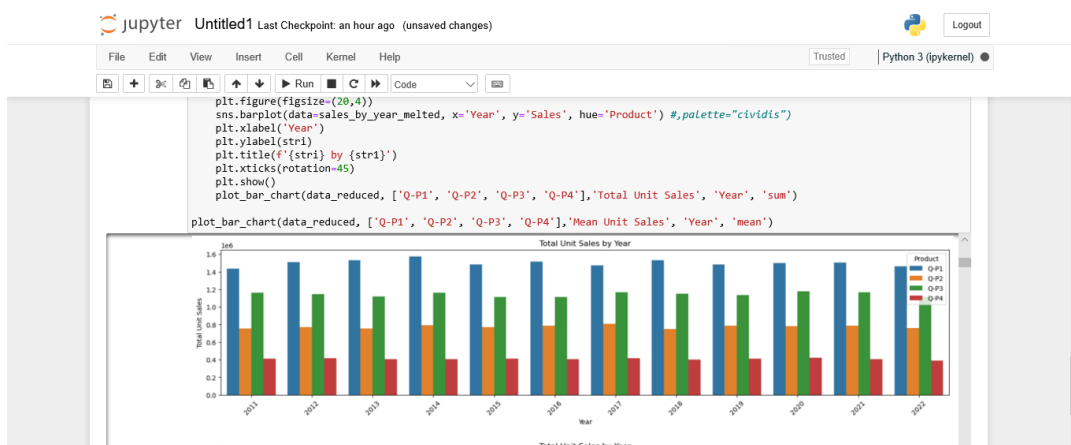 jupyter Untitled1 Last Checkpoint: an hour ago (unsaved changes)
Logout
File Edit View Insert Cell Kernel Help
Trusted
Python 3 (ipykernel)
Run
Code
plt.figure(figsize=(20,4))
sns.barplot(data=sales_by_year_melted, x='Year', y='Sales', hue='Product') #,palette="cividis")
plt.xlabel('Year')
plt.ylabel(stri)
plt.title(f'{stri} by {str1}')
plt.xticks(rotation=45)
plt.show()
plot_bar_chart(data_reduced, ['Q-P1', 'Q-P2', 'Q-P3', 'Q-P4'],'Total Unit Sales', 'Year', 'sum')
plot_bar_chart(data_reduced, ['Q-P1', 'Q-P2', 'Q-P3', 'Q-P4'],'Mean Unit Sales', 'Year', 'mean')
Total Unit Sales by Year
1e6
1.6
1.4
1.2
1.0
0.8
0.6
0.4
0.2
0.0
Total Unit Sales
Product
Q-P1
Q-P2
Q-P3
Q-P4
2011 2012 2013 2014 2015 2016 2017 2018 2019 2020 2021 2022
Year
Total Unit Sales by Year